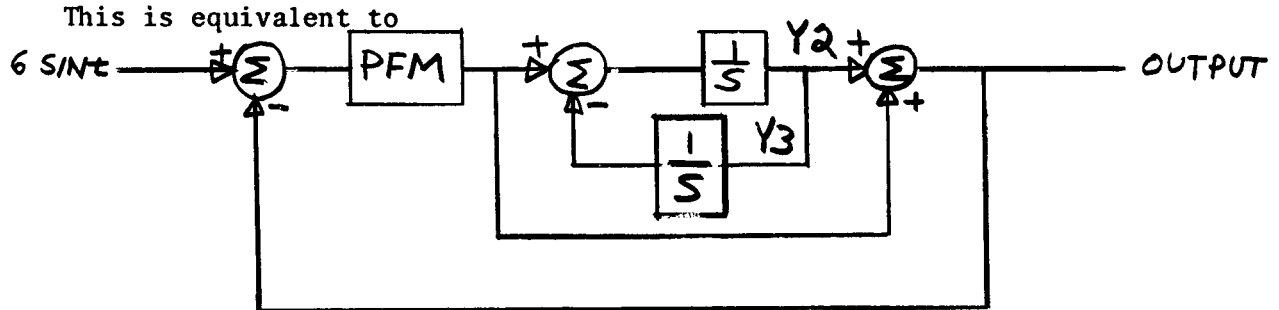 This is equivalent to
6 SINt
+
Σ
-
PFM
+
Σ
-
1
S
Y2
+
Σ
+
OUTPUT
1
S
Y3